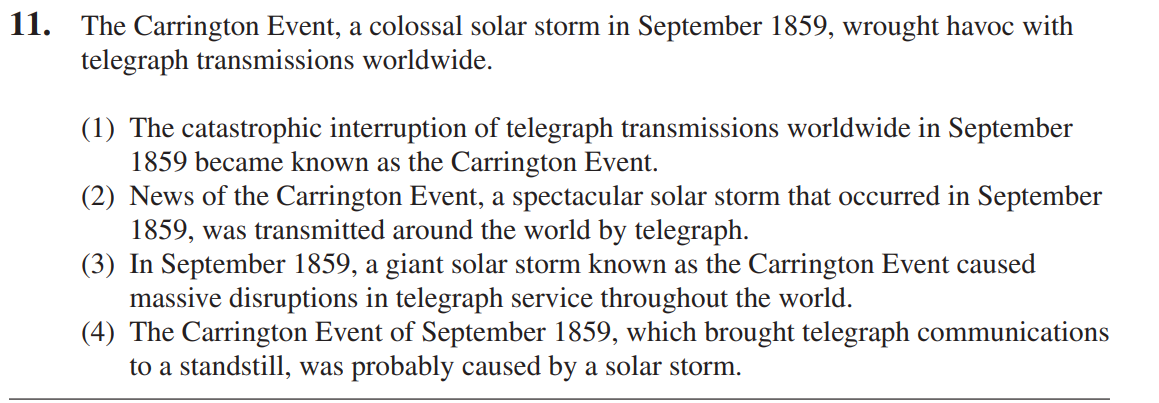 11. The Carrington Event, a colossal solar storm in September 1859, wrought havoc with
telegraph transmissions worldwide.
(1) The catastrophic interruption of telegraph transmissions worldwide in September
1859 became known as the Carrington Event.
(2) News of the Carrington Event, a spectacular solar storm that occurred in September
1859, was transmitted around the world by telegraph.
(3) In September 1859, a giant solar storm known as the Carrington Event caused
massive disruptions in telegraph service throughout the world.
(4) The Carrington Event of September 1859, which brought telegraph communications
to a standstill, was probably caused by a solar storm.